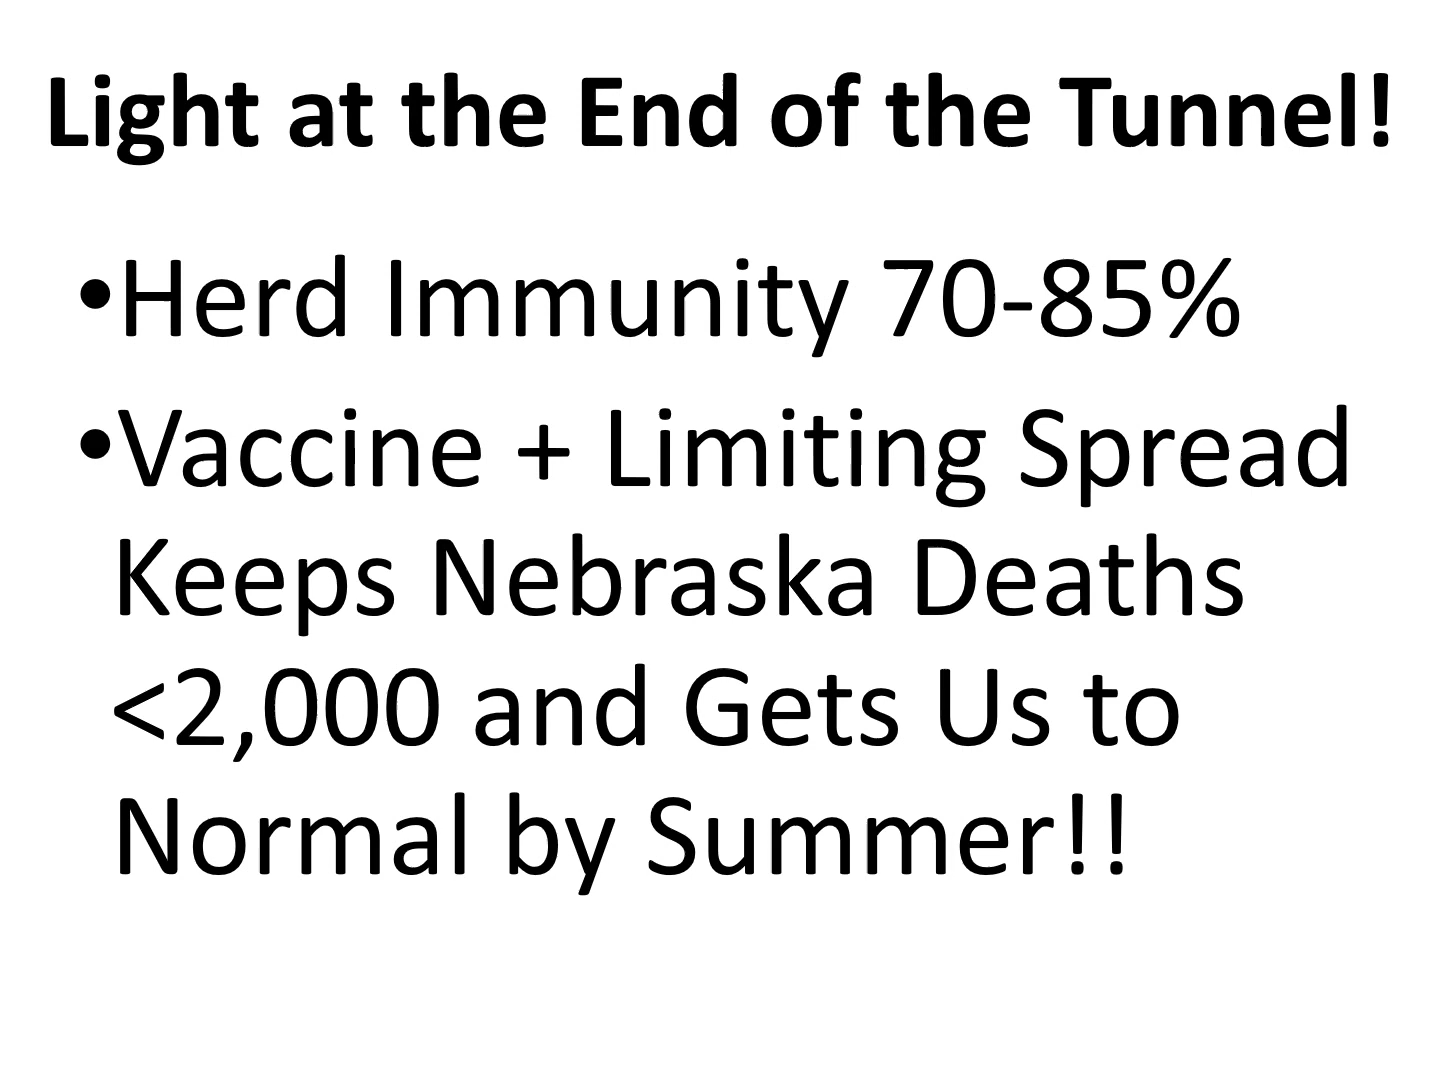 Light at the End of the Tunnel!
•Herd Immunity 70-85%
•Vaccine + Limiting Spread
Keeps Nebraska Deaths
<2,000 and Gets Us to
Normal by Summer!!